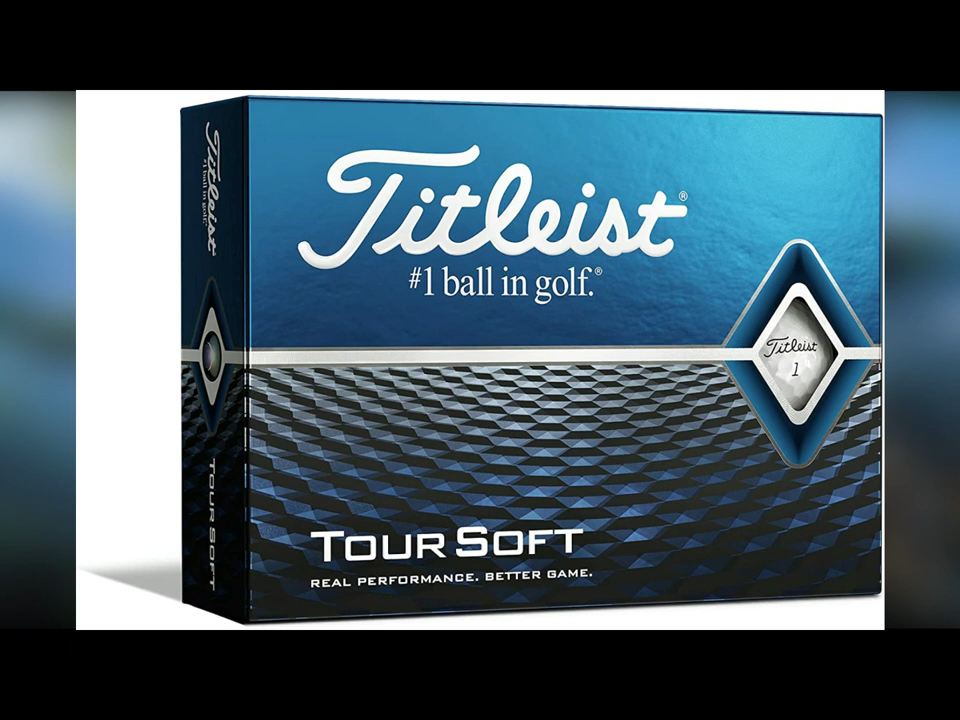 Titleist®
#1 ball in golf.®
Titleist
1
TOUR SOFT
REAL PERFORMANCE. BETTER GAME.
Titleist
#1 ball in golf.
TOUR SOFT